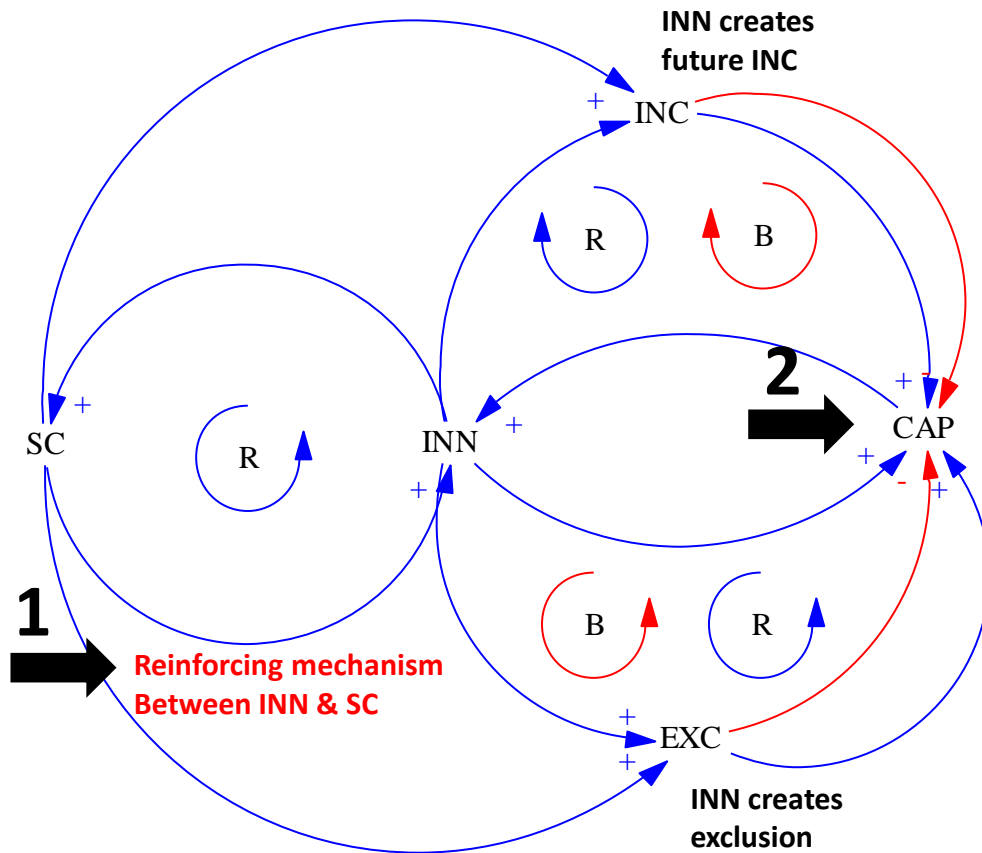 INN creates
future INC
+
INC
R
B
2
+ -
+
SC
R
INN
+
CAP
+
+
-
+
1
Reinforcing mechanism
Between INN & SC
B
R
+
EXC
+
INN creates
exclusion